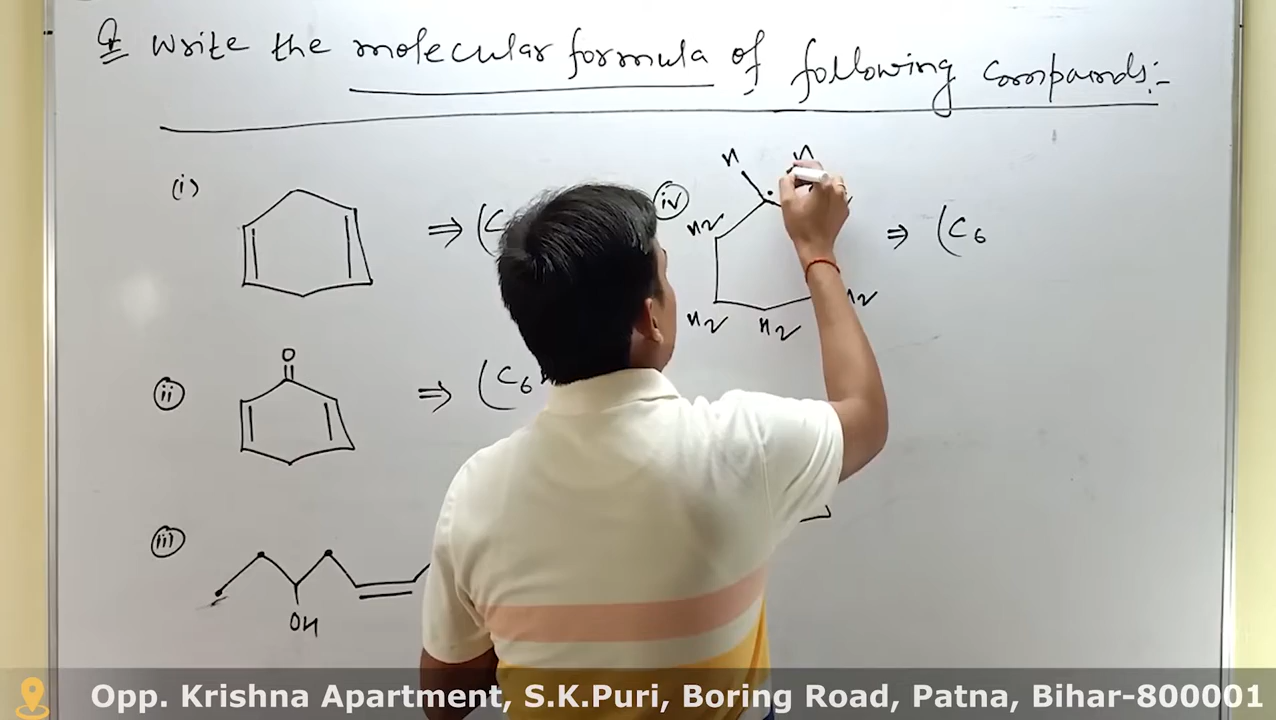 Q Write the molecular formula of following compounds:-
(i) ⇒ (C
(iv) H H H2 H2 H2 H2 ⇒ (C6
(ii) O ⇒ (C6
(iii) OH
Opp. Krishna Apartment, S.K.Puri, Boring Road, Patna, Bihar-800001